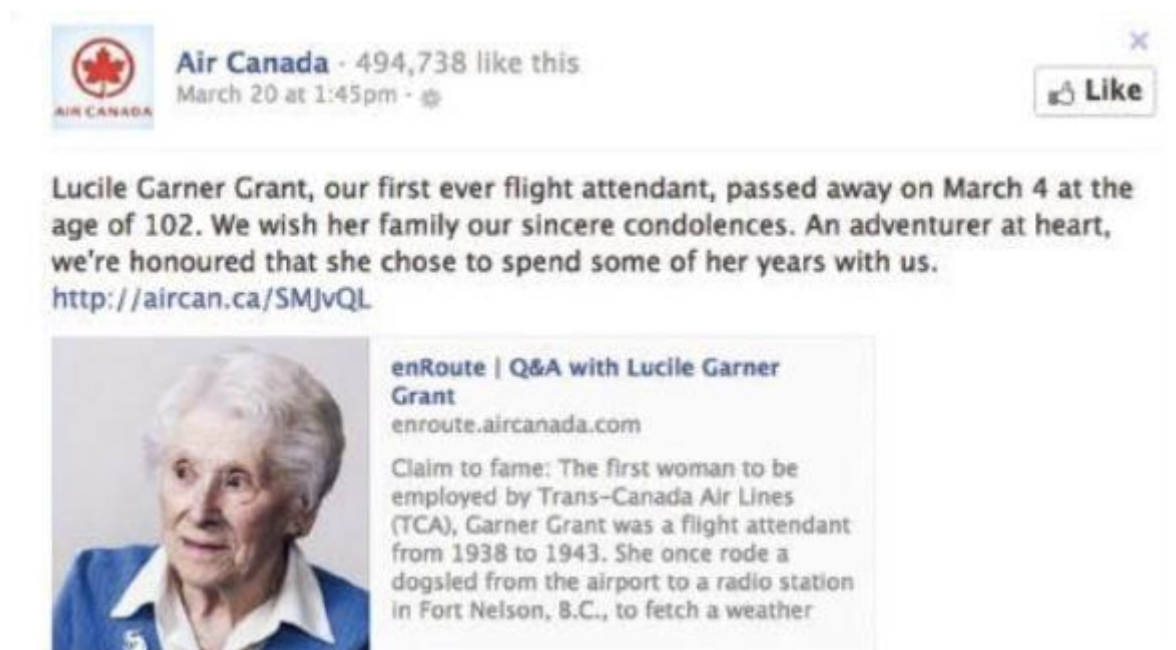 AIR CANADA
Air Canada · 494,738 like this
March 20 at 1:45pm ·
Like
Lucile Garner Grant, our first ever flight attendant, passed away on March 4 at the
age of 102. We wish her family our sincere condolences. An adventurer at heart,
we're honoured that she chose to spend some of her years with us.
http://aircan.ca/SMJvQL
enRoute | Q&A with Lucile Garner
Grant
enroute.aircanada.com
Claim to fame: The first woman to be
employed by Trans-Canada Air Lines
(TCA), Garner Grant was a flight attendant
from 1938 to 1943. She once rode a
dogsled from the airport to a radio station
in Fort Nelson, B.C., to fetch a weather